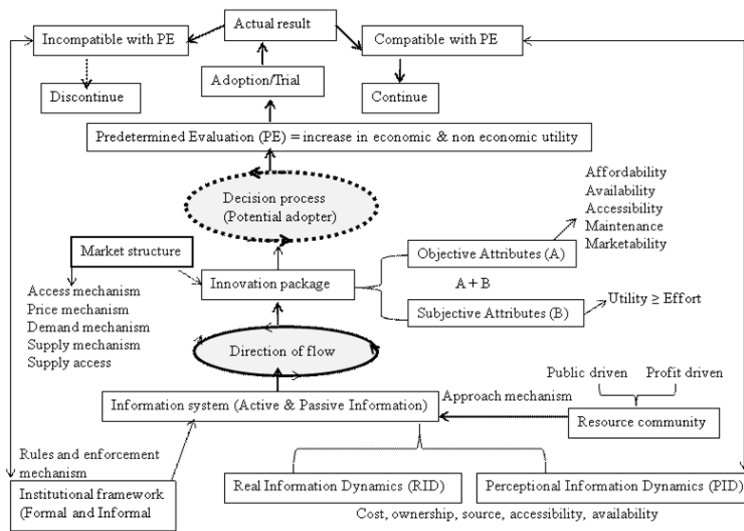 Actual result
Incompatible with PE
Compatible with PE
Adoption/Trial
Discontinue
Continue
Predetermined Evaluation (PE) = increase in economic & non economic utility
Decision process
(Potential adopter)
Affordability
Availability
Accessibility
Maintenance
Marketability
Market structure
Objective Attributes (A)
Innovation package
A + B
Access mechanism
Price mechanism
Demand mechanism
Supply mechanism
Supply access
Subjective Attributes (B)
Utility ≥ Effort
Direction of flow
Public driven
Profit driven
Information system (Active & Passive Information)
Approach mechanism
Resource community
Rules and enforcement
mechanism
Institutional framework
(Formal and Informal
Real Information Dynamics (RID)
Perceptional Information Dynamics (PID)
Cost, ownership, source, accessibility, availability